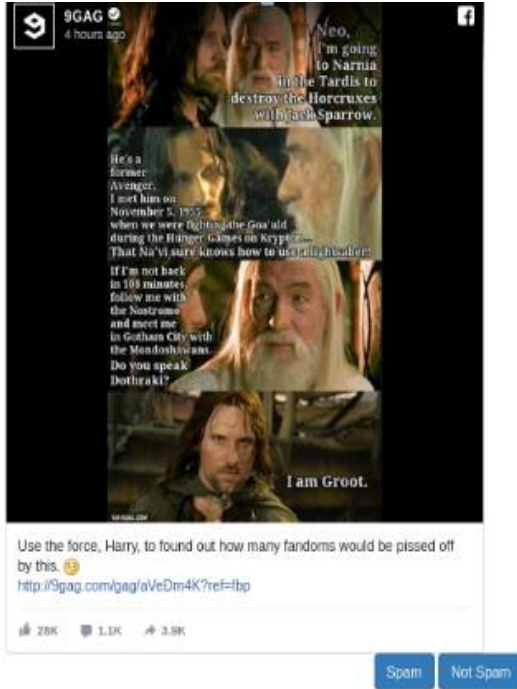 9GAG
4 hours ago
Neo,
I'm going
to Narnia
in the Tardis to
destroy the Horcruxes
with Jack Sparrow.
He's a
former
Avenger.
I met him on
November 5, 1955
when we were fighting the Goa'uld
during the Hunger Games on Krypton...
That Na'vi sure knows how to use a lightsaber!
If I'm not back
in 108 minutes,
follow me with
the Nostromo
and meet me
in Gotham City with
the Mondoshawans.
Do you speak
Dothraki?
I am Groot.
Use the force, Harry, to found out how many fandoms would be pissed off
by this.
http://9gag.com/gag/aVeDm4K?ref=fbp
28K 1.1K 3.9K
Spam Not Spam